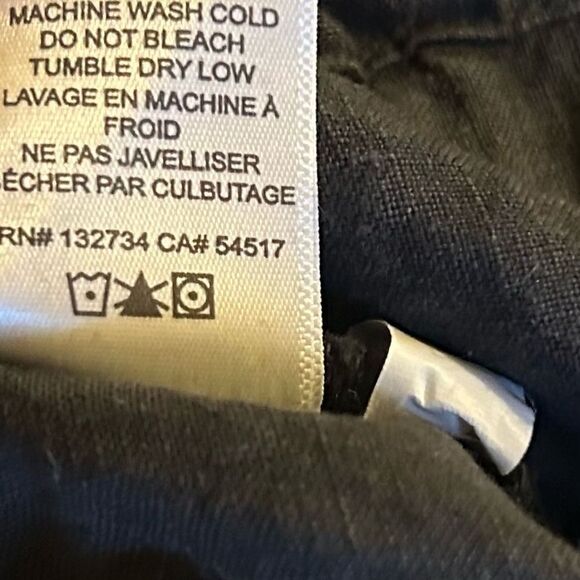 MACHINE WASH COLD
DO NOT BLEACH
TUMBLE DRY LOW
LAVAGE EN MACHINE À
FROID
NE PAS JAVELLISER
ÉCHER PAR CULBUTAGE
RN# 132734 CA# 54517